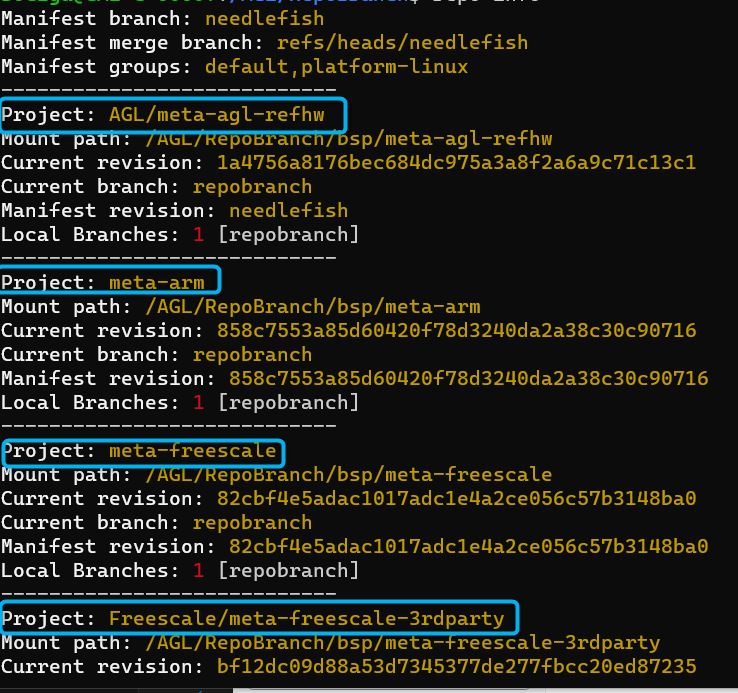 Manifest branch: needlefish
Manifest merge branch: refs/heads/needlefish
Manifest groups: default,platform-linux
----------------------------
Project: AGL/meta-agl-refhw
Mount path: /AGL/RepoBranch/bsp/meta-agl-refhw
Current revision: 1a4756a8176bec684dc975a3a8f2a6a9c71c13c1
Current branch: repobranch
Manifest revision: needlefish
Local Branches: 1 [repobranch]
----------------------------
Project: meta-arm
Mount path: /AGL/RepoBranch/bsp/meta-arm
Current revision: 858c7553a85d60420f78d3240da2a38c30c90716
Current branch: repobranch
Manifest revision: 858c7553a85d60420f78d3240da2a38c30c90716
Local Branches: 1 [repobranch]
----------------------------
Project: meta-freescale
Mount path: /AGL/RepoBranch/bsp/meta-freescale
Current revision: 82cbf4e5adac1017adc1e4a2ce056c57b3148ba0
Current branch: repobranch
Manifest revision: 82cbf4e5adac1017adc1e4a2ce056c57b3148ba0
Local Branches: 1 [repobranch]
----------------------------
Project: Freescale/meta-freescale-3rdparty
Mount path: /AGL/RepoBranch/bsp/meta-freescale-3rdparty
Current revision: bf12dc09d88a53d7345377de277fbcc20ed87235